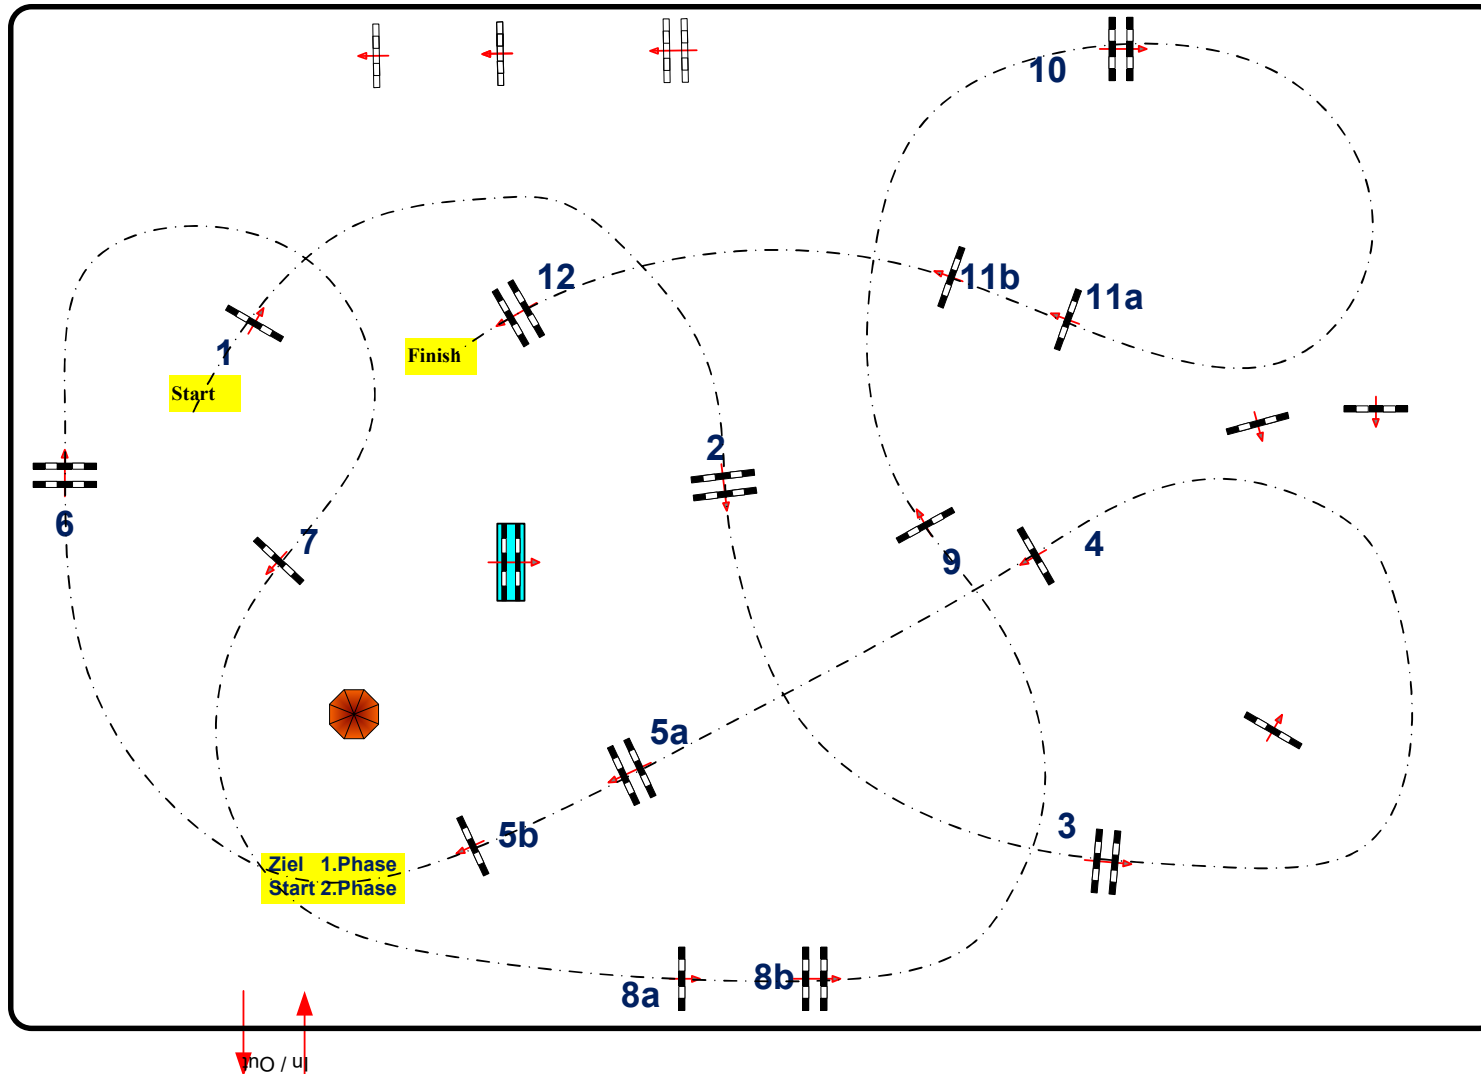 10
12
11b
11a
1
Finish
Start
2
6
7
9
4
5a
3
5b
Ziel 1.Phase
Start 2.Phase
8b
8a
In / Out